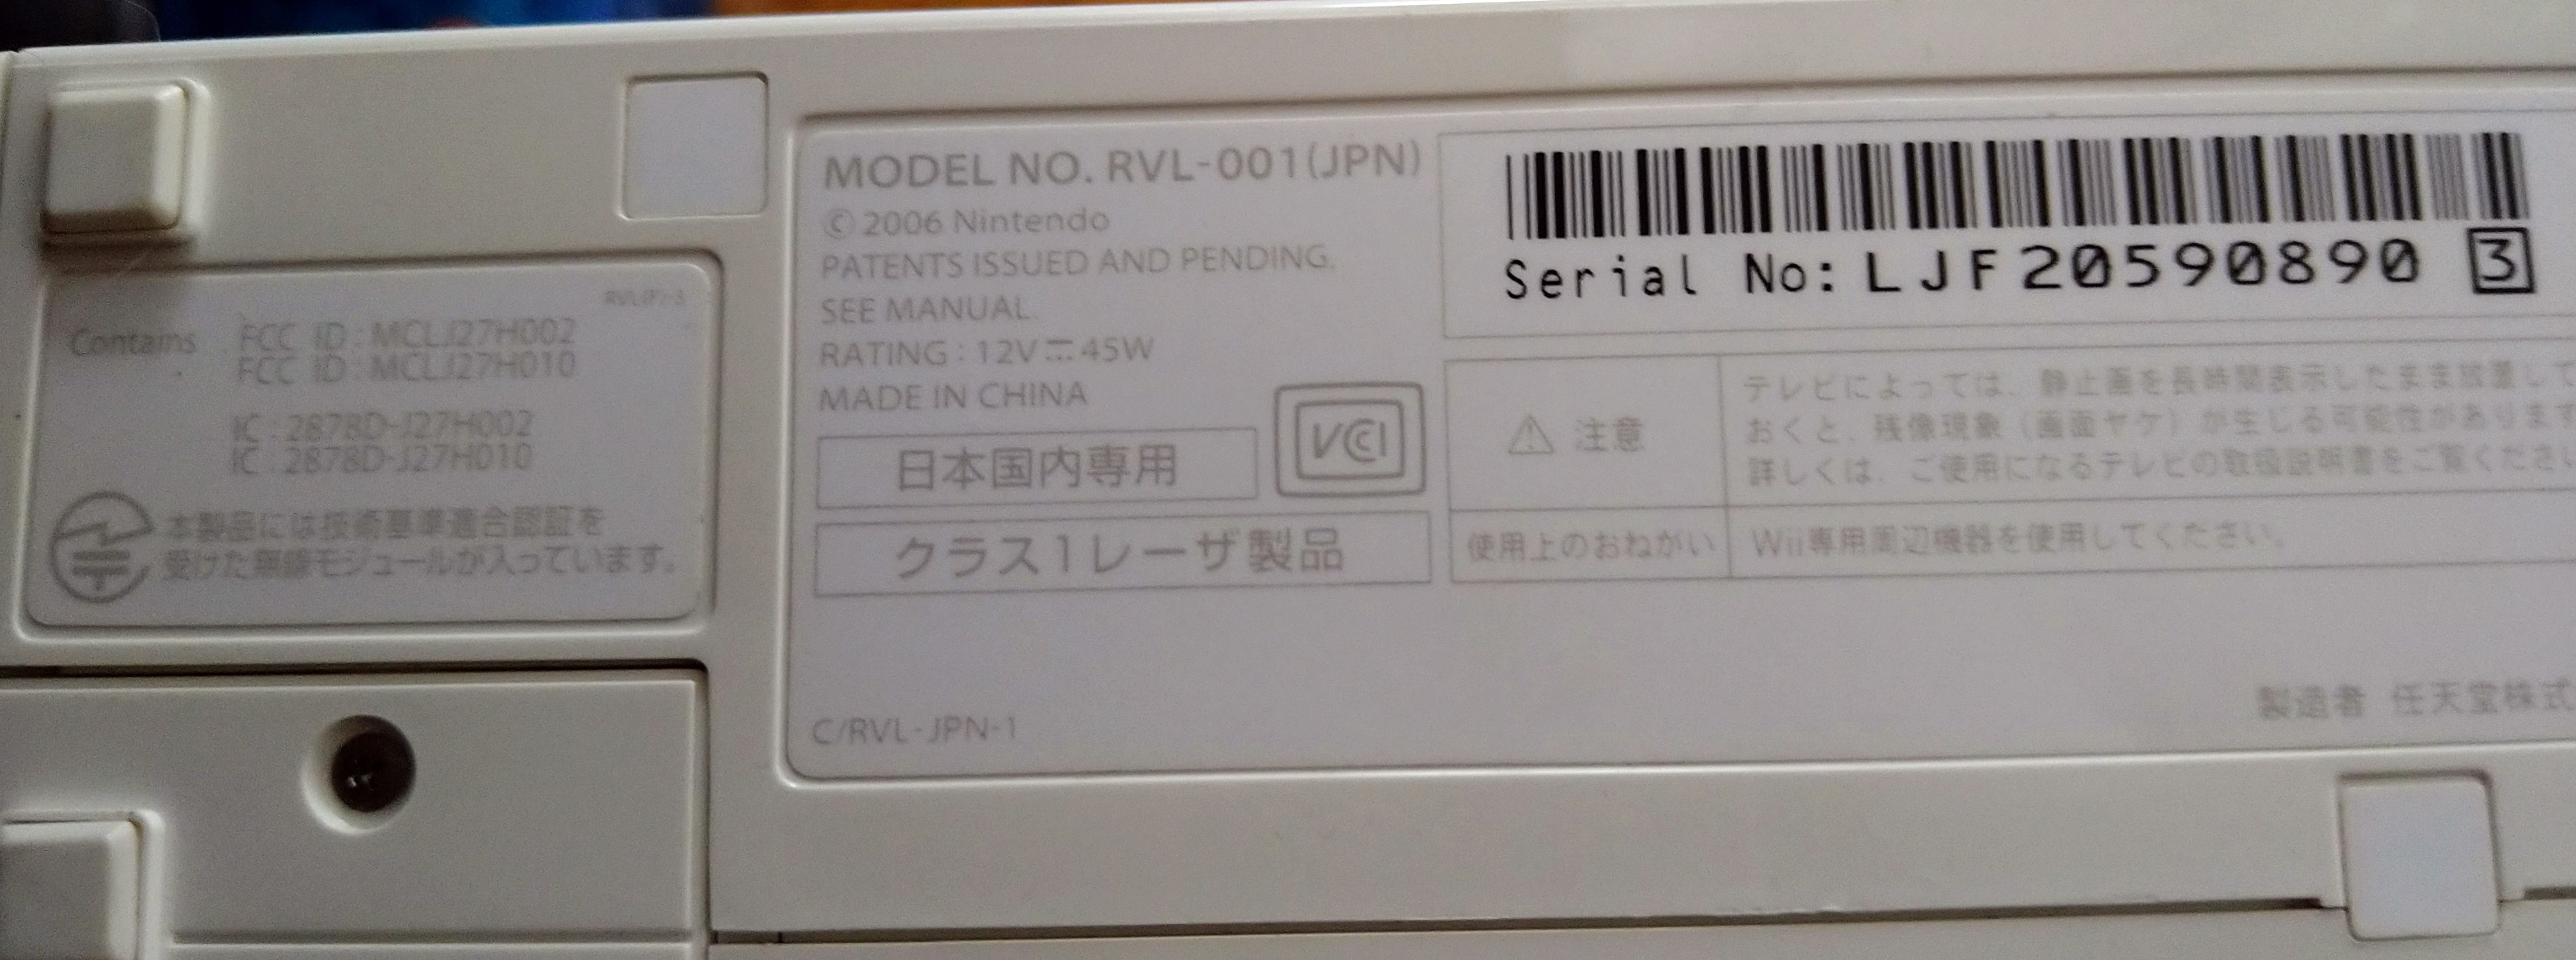 RVL(F)-3
Contains FCC ID : MCLJ27H002
FCC ID : MCLJ27H010
IC : 2878D-J27H002
IC : 2878D-J27H010
本製品には技術基準適合認証を
受けた無線モジュールが入っています。
MODEL NO. RVL-001(JPN)
© 2006 Nintendo
PATENTS ISSUED AND PENDING.
SEE MANUAL.
RATING : 12V⎓45W
MADE IN CHINA
日本国内専用
VCCI
クラス1レーザ製品
C/RVL-JPN-1
Serial No: LJF20590890 3
⚠ 注意
テレビによっては、静止画を長時間表示したまま放置して
おくと、残像現象（画面ヤケ）が生じる可能性があります
詳しくは、ご使用になるテレビの取扱説明書をご覧ください
使用上のおねがい
Wii専用周辺機器を使用してください。
製造者 任天堂株式